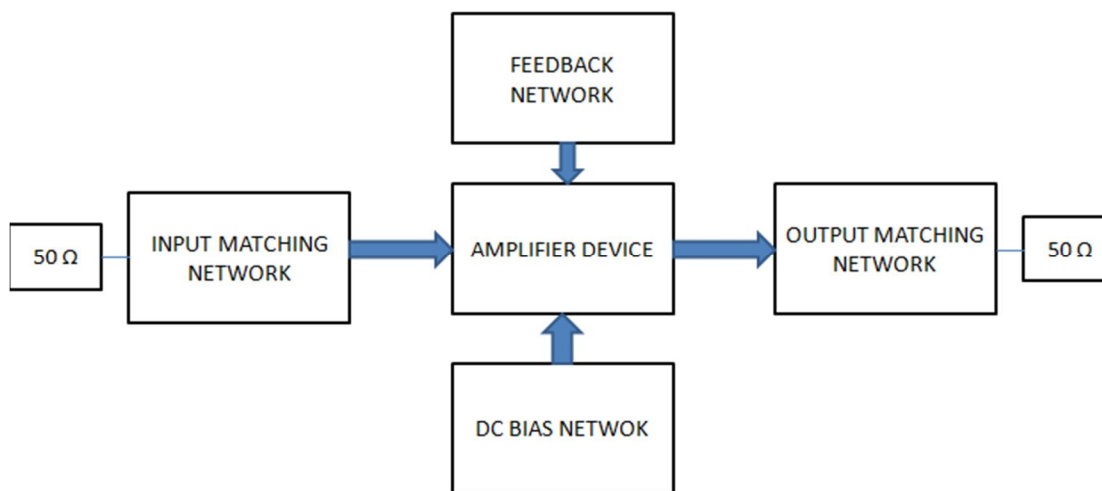 FEEDBACK
NETWORK
50 Ω
INPUT MATCHING
NETWORK
AMPLIFIER DEVICE
OUTPUT MATCHING
NETWORK
50 Ω
DC BIAS NETWOK